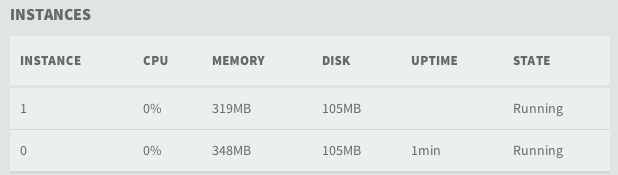 INSTANCES
INSTANCE CPU MEMORY DISK UPTIME STATE
1 0% 319MB 105MB Running
0 0% 348MB 105MB 1min Running